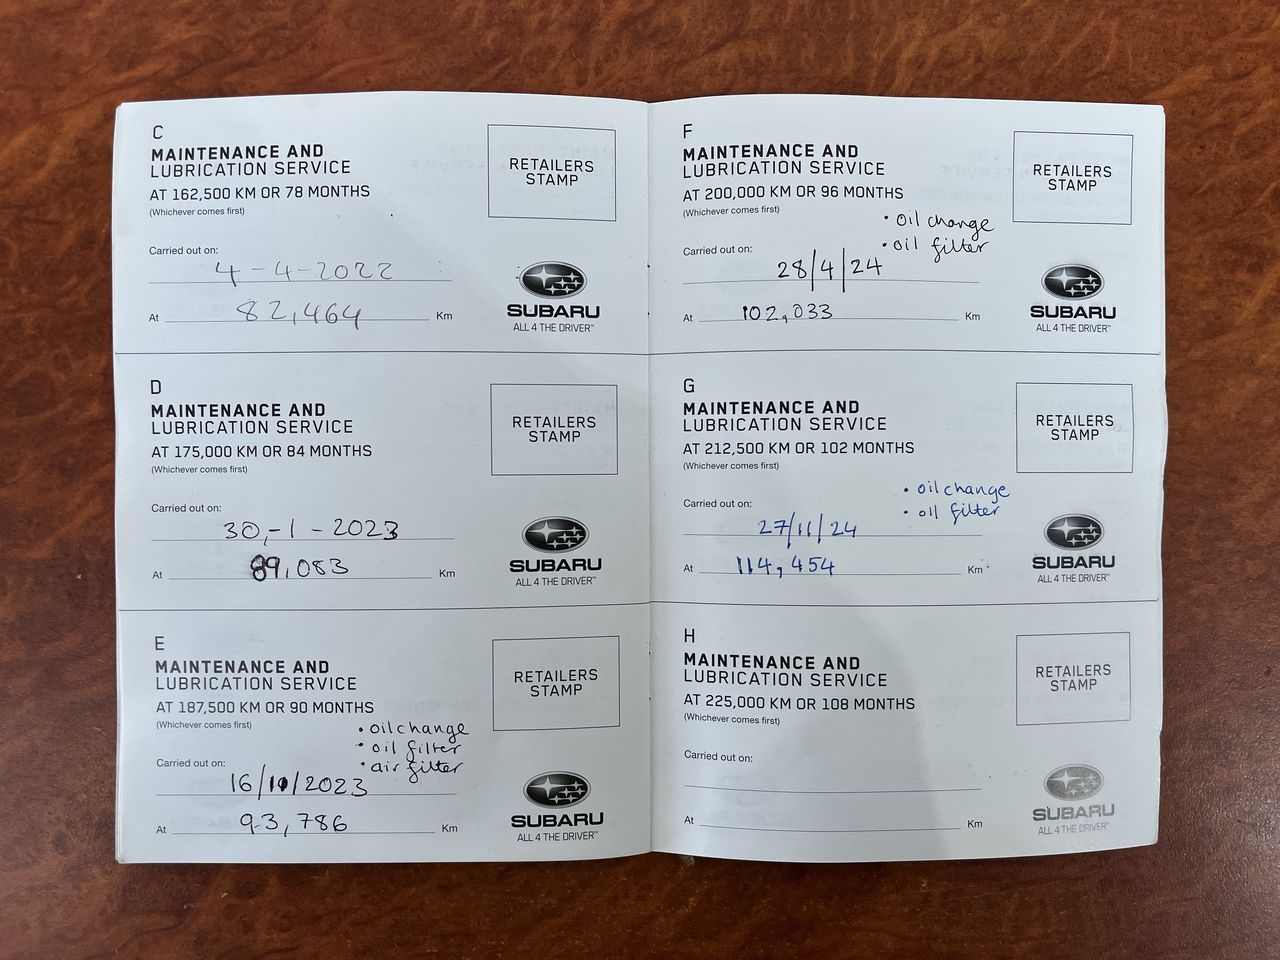 C
MAINTENANCE AND
LUBRICATION SERVICE
AT 162,500 KM OR 78 MONTHS
(Whichever comes first)
RETAILERS
STAMP
Carried out on:
4-4-2022
At 82,464 Km
SUBARU
ALL 4 THE DRIVER™
D
MAINTENANCE AND
LUBRICATION SERVICE
AT 175,000 KM OR 84 MONTHS
(Whichever comes first)
RETAILERS
STAMP
Carried out on:
30-1-2023
At 89,083 Km
SUBARU
ALL 4 THE DRIVER™
E
MAINTENANCE AND
LUBRICATION SERVICE
AT 187,500 KM OR 90 MONTHS
(Whichever comes first)
RETAILERS
STAMP
• oil change
• oil filter
• air filter
Carried out on:
16/10/2023
At 93,786 Km
SUBARU
ALL 4 THE DRIVER™
F
MAINTENANCE AND
LUBRICATION SERVICE
AT 200,000 KM OR 96 MONTHS
(Whichever comes first)
RETAILERS
STAMP
• oil change
• oil filter
Carried out on:
28/4/24
At 102,033 Km
SUBARU
ALL 4 THE DRIVER™
G
MAINTENANCE AND
LUBRICATION SERVICE
AT 212,500 KM OR 102 MONTHS
(Whichever comes first)
RETAILERS
STAMP
• oil change
• oil filter
Carried out on:
27/11/24
At 114,454 Km
SUBARU
ALL 4 THE DRIVER™
H
MAINTENANCE AND
LUBRICATION SERVICE
AT 225,000 KM OR 108 MONTHS
(Whichever comes first)
RETAILERS
STAMP
Carried out on:
At Km
SUBARU
ALL 4 THE DRIVER™